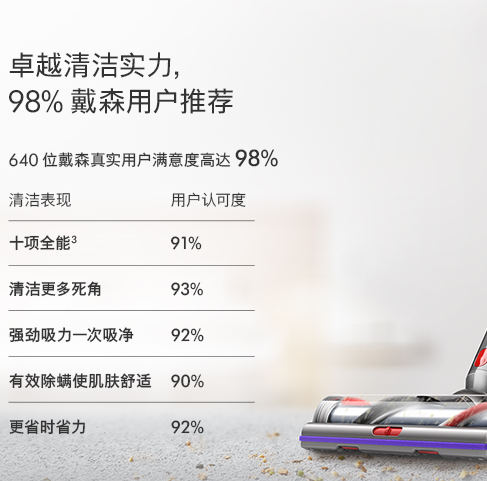 卓越清洁实力,
98% 戴森用户推荐
640 位戴森真实用户满意度高达 98%
清洁表现 用户认可度
十项全能³ 91%
清洁更多死角 93%
强劲吸力一次吸净 92%
有效除螨使肌肤舒适 90%
更省时省力 92%